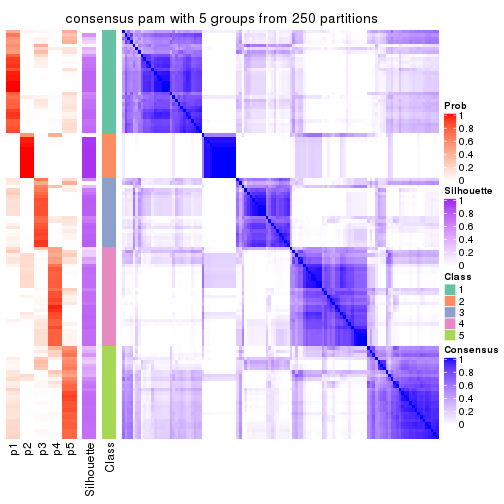 consensus pam with 5 groups from 250 partitions
Prob
1
0.8
0.6
0.4
0.2
0
Silhouette
1
0.8
0.6
0.4
0.2
0
Class
1
2
3
4
5
Consensus
1
0.8
0.6
0.4
0.2
0
p1
p2
p3
p4
p5
Silhouette
Class